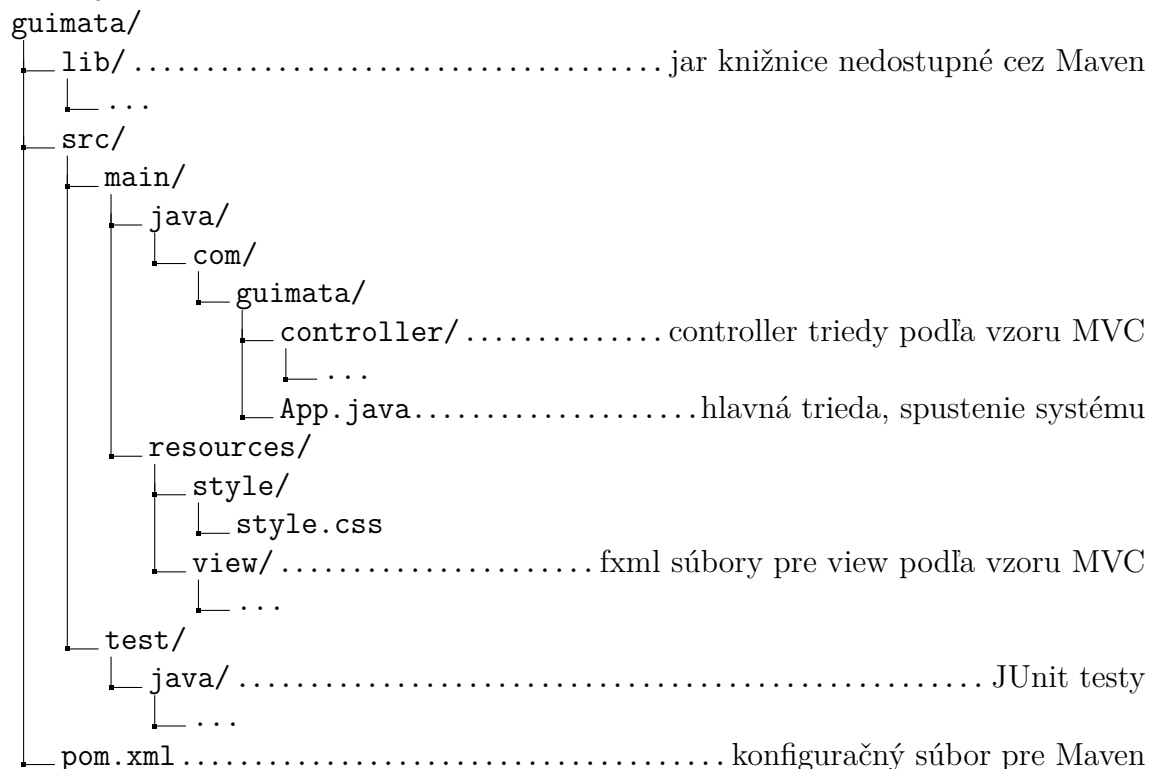 guimata/
lib/ ..................................... jar knižnice nedostupné cez Maven
...
src/
main/
java/
com/
guimata/
controller/ .............. controller triedy podľa vzoru MVC
...
App.java .................... hlavná trieda, spustenie systému
resources/
style/
style.css
view/ ...................... fxml súbory pre view podľa vzoru MVC
...
test/
java/ ..................................................... JUnit testy
...
pom.xml ....................................... konfiguračný súbor pre Maven